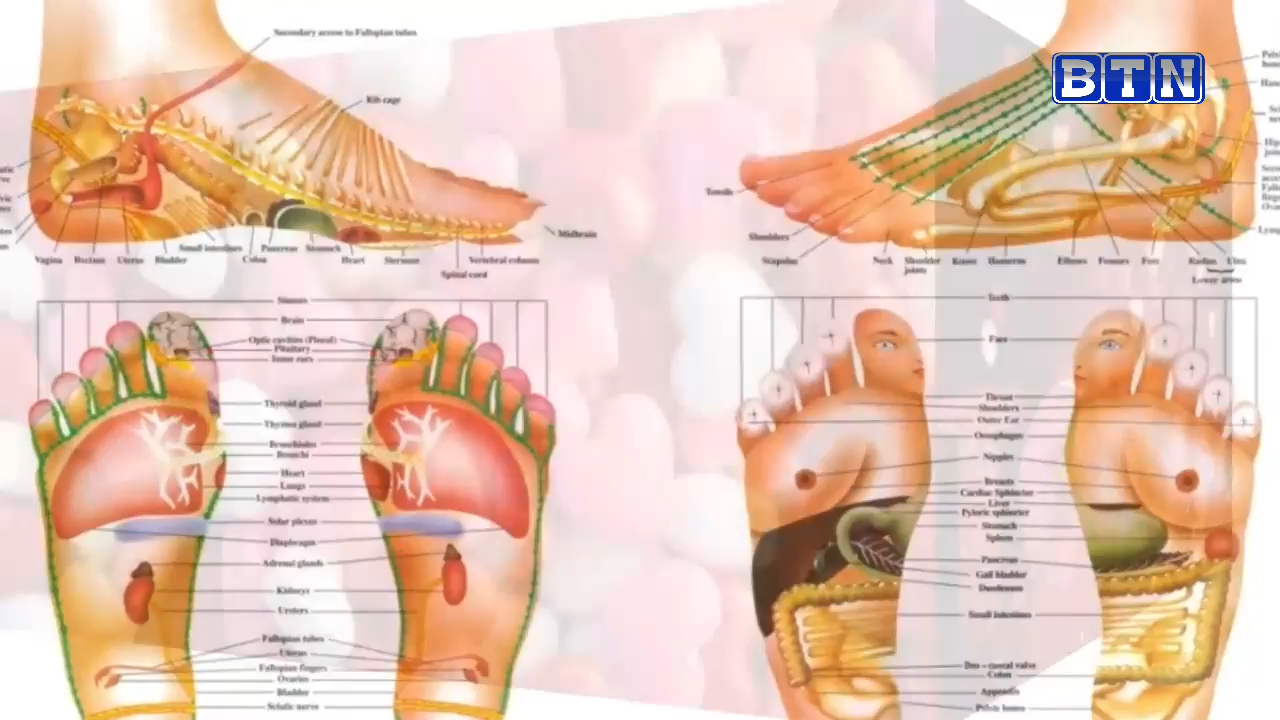 Secondary access to Fallopian tubes
BTN
Rib cage
Tonsils
Midbrain
Shoulders
Scapulae
Vagina Rectum Uterus Bladder Small intestines Colon Pancreas Stomach Heart Sternum Vertebral column
Spinal cord
Neck Shoulder joints Knees Humerus Elbows Femurs Feet Radius Ulna
Lower arms
Sinuses
Brain
Optic cavities (Pineal)
Pituitary
Inner ears
Thyroid gland
Thymus gland
Bronchioles
Bronchi
Heart
Lungs
Lymphatic system
Solar plexus
Diaphragm
Adrenal glands
Kidneys
Ureters
Fallopian tubes
Uterus
Fallopian fingers
Ovaries
Bladder
Sciatic nerve
Teeth
Face
Throat
Shoulders
Outer Ear
Oesophagus
Nipples
Breasts
Cardiac Sphincter
Liver
Pyloric sphincter
Stomach
Spleen
Pancreas
Gall bladder
Duodenum
Small intestines
Ileo-caecal valve
Colon
Appendix
Pelvic bones